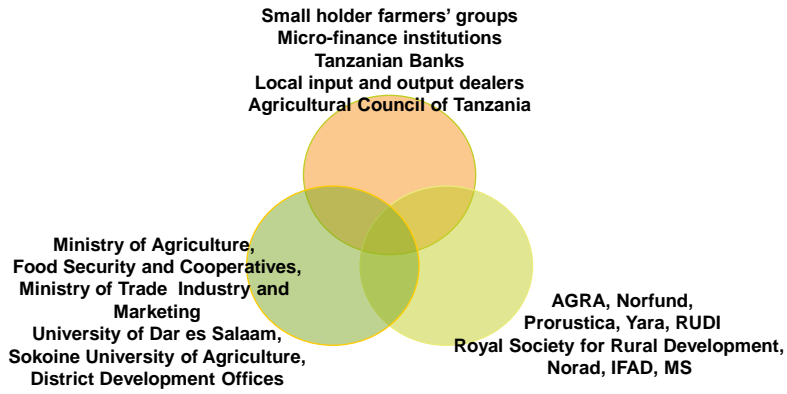 Small holder farmers’ groups
Micro-finance institutions
Tanzanian Banks
Local input and output dealers
Agricultural Council of Tanzania
Ministry of Agriculture,
Food Security and Cooperatives,
Ministry of Trade Industry and
Marketing
University of Dar es Salaam,
Sokoine University of Agriculture,
District Development Offices
AGRA, Norfund,
Prorustica, Yara, RUDI
Royal Society for Rural Development,
Norad, IFAD, MS